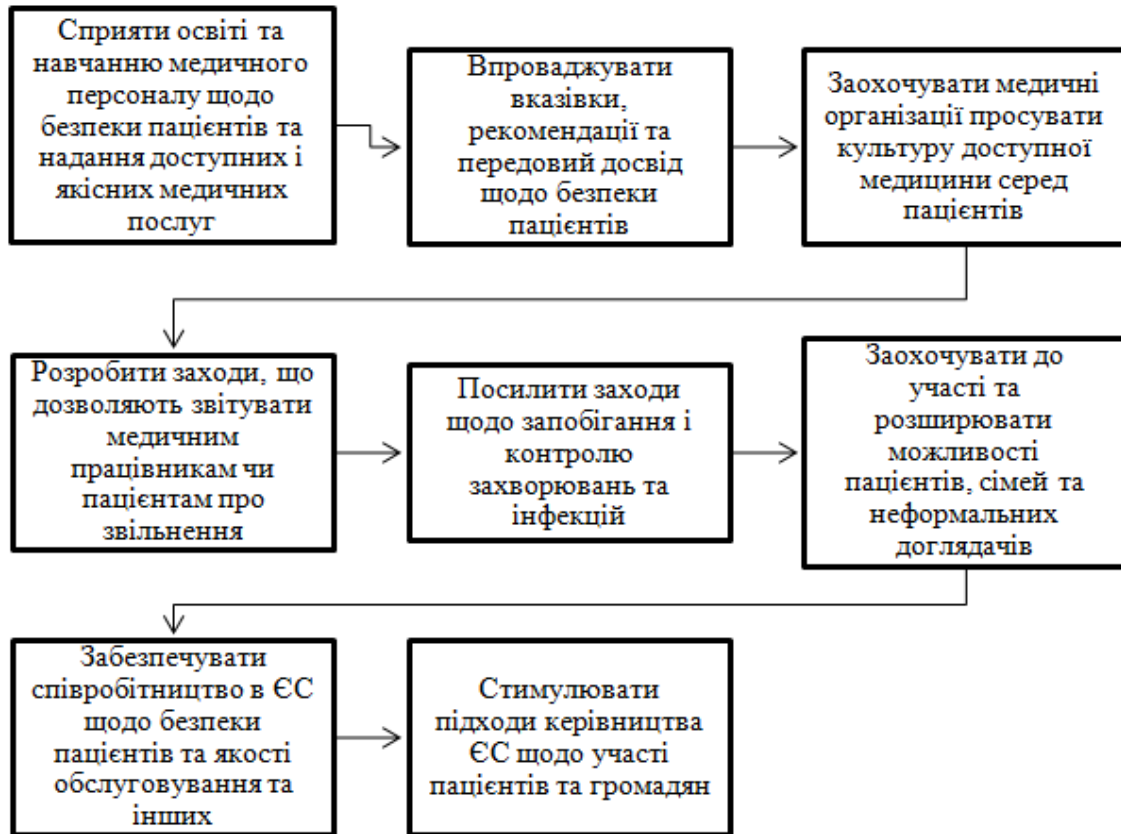 Сприяти освіті та
навчанню медичного
персоналу щодо
безпеки пацієнтів та
надання доступних і
якісних медичних
послуг
Впроваджувати
вказівки,
рекомендації та
передовий досвід
щодо безпеки
пацієнтів
Заохочувати медичні
організації просувати
культуру доступної
медицини серед
пацієнтів
Розробити заходи, що
дозволяють звітувати
медичним
працівникам чи
пацієнтам про
звільнення
Посилити заходи
щодо запобігання і
контролю
захворювань та
інфекцій
Заохочувати до
участі та
розширювати
можливості
пацієнтів, сімей та
неформальних
доглядачів
Забезпечувати
співробітництво в ЄС
щодо безпеки
пацієнтів та якості
обслуговування та
інших
Стимулювати
підходи керівництва
ЄС щодо участі
пацієнтів та громадян